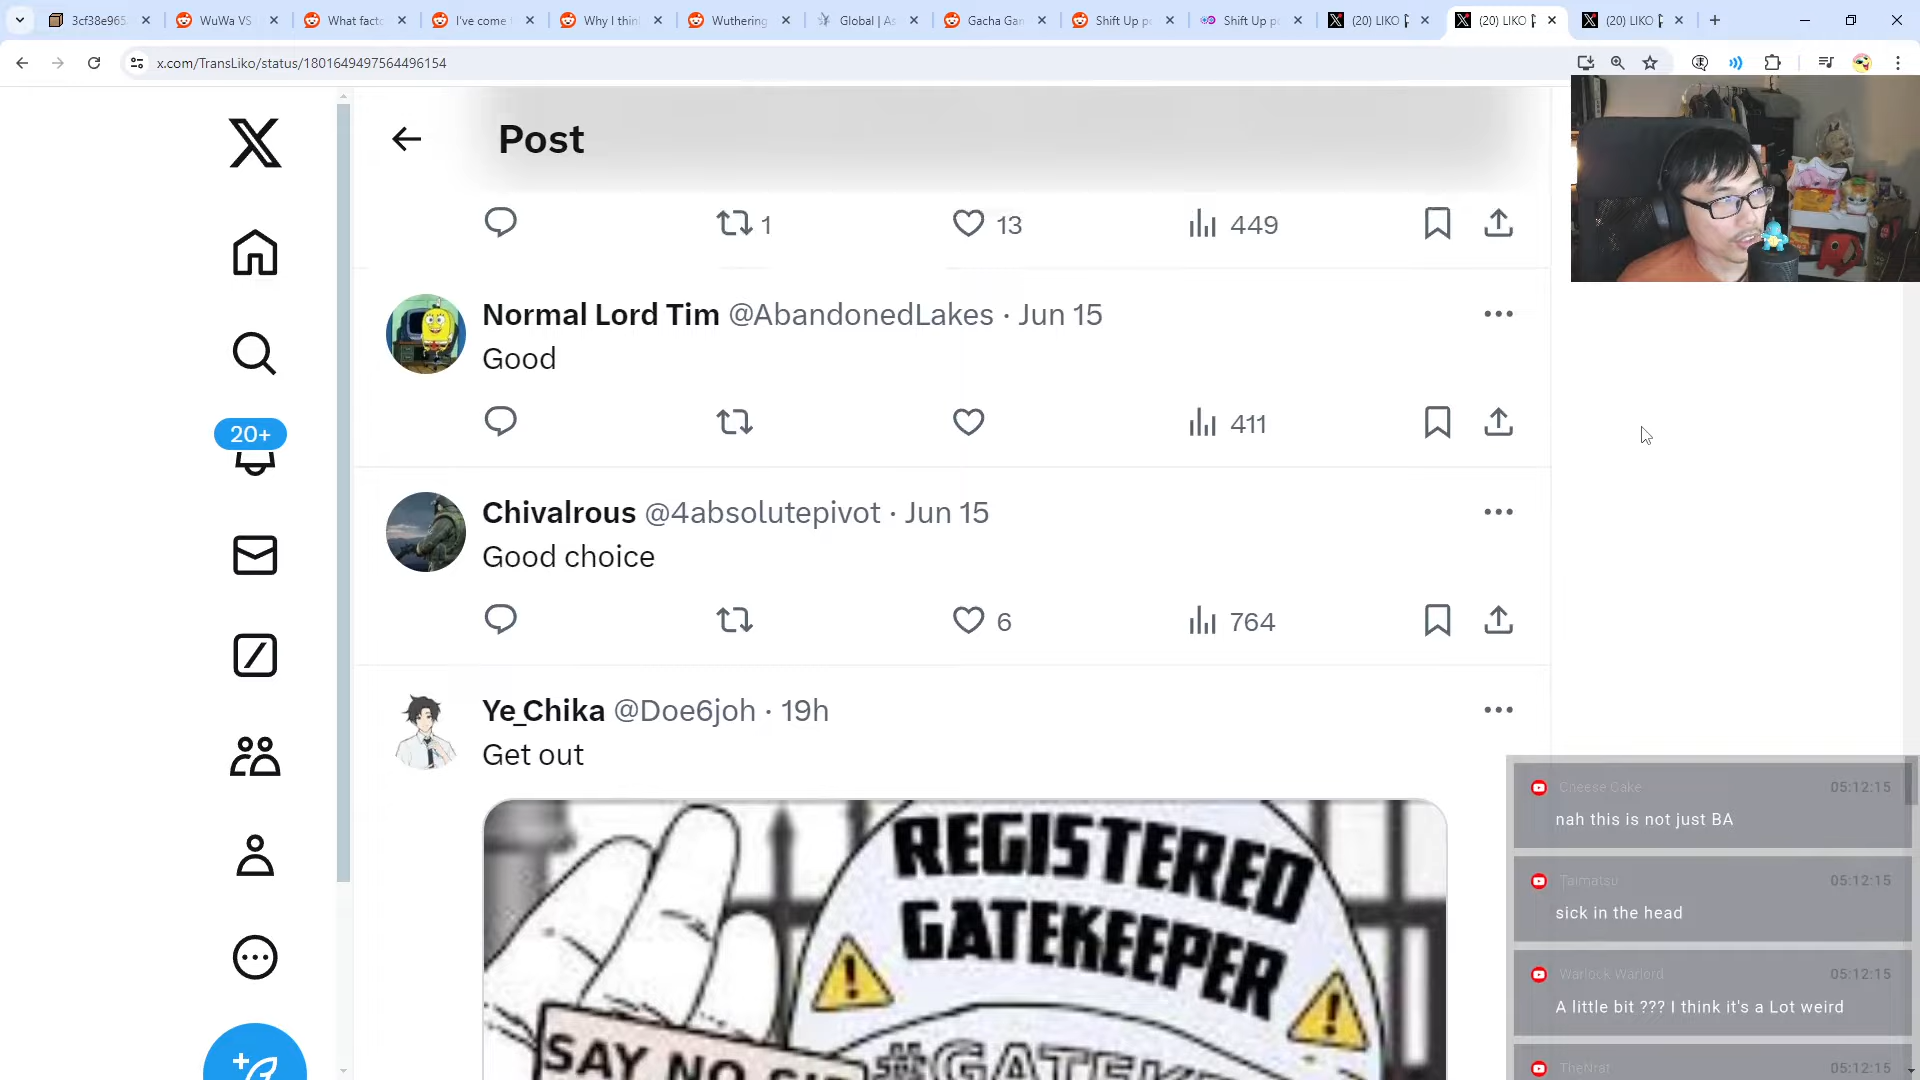 3cf38e965
WuWa VS
What facto
I've come
Why I thin
Wuthering
Global | As
Gacha Gan
Shift Up p
Shift Up p
(20) LIKO
(20) LIKO
(20) LIKO
x.com/TransLiko/status/1801649497564496154
Post
1
13
449
20+
Normal Lord Tim @AbandonedLakes · Jun 15
Good
411
Chivalrous @4absolutepivot · Jun 15
Good choice
6
764
Ye_Chika @Doe6joh · 19h
Get out
REGISTERED
GATEKEEPER
SAY NO
Cheese Cake 05:12:15
nah this is not just BA
Taimatsu 05:12:15
sick in the head
Warlock Warlord 05:12:15
A little bit ??? I think it's a Lot weird
TheNrat 05:12:15